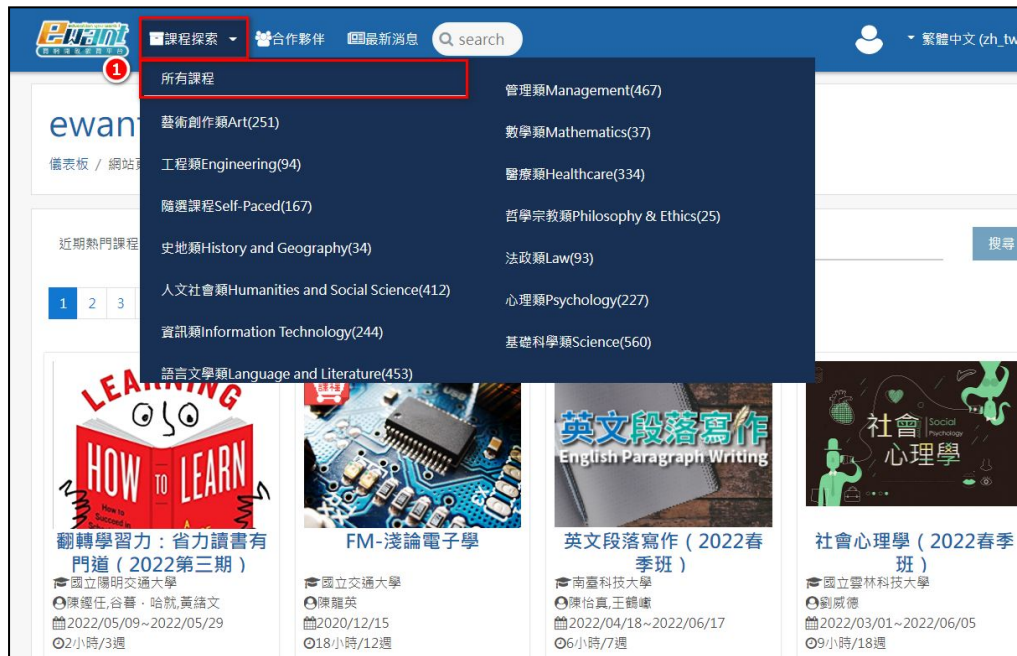 ewant
育網開放教育平台
課程探索
合作夥伴
最新消息
search
繁體中文 (zh_tw
1
所有課程
藝術創作類Art(251)
工程類Engineering(94)
隨選課程Self-Paced(167)
史地類History and Geography(34)
人文社會類Humanities and Social Science(412)
資訊類Information Technology(244)
語言文學類Language and Literature(453)
管理類Management(467)
數學類Mathematics(37)
醫療類Healthcare(334)
哲學宗教類Philosophy & Ethics(25)
法政類Law(93)
心理類Psychology(227)
基礎科學類Science(560)
ewant
儀表板 / 網站
近期熱門課程
搜尋
1 2 3
LEARNING
HOW
TO
LEARN
How to
Succeed in
英文段落寫作
English Paragraph Writing
社會
Social
Psychology
心理學
翻轉學習力：省力讀書有
門道（2022第三期）
國立陽明交通大學
陳鏗任,谷暮．哈就,黃緒文
2022/05/09~2022/05/29
2小時/3週
FM-淺論電子學
國立交通大學
陳龍英
2020/12/15
18小時/12週
英文段落寫作（2022春
季班）
南臺科技大學
陳怡真,王鶴巘
2022/04/18~2022/06/17
6小時/7週
社會心理學（2022春季
班）
國立雲林科技大學
劉威德
2022/03/01~2022/06/05
9小時/18週